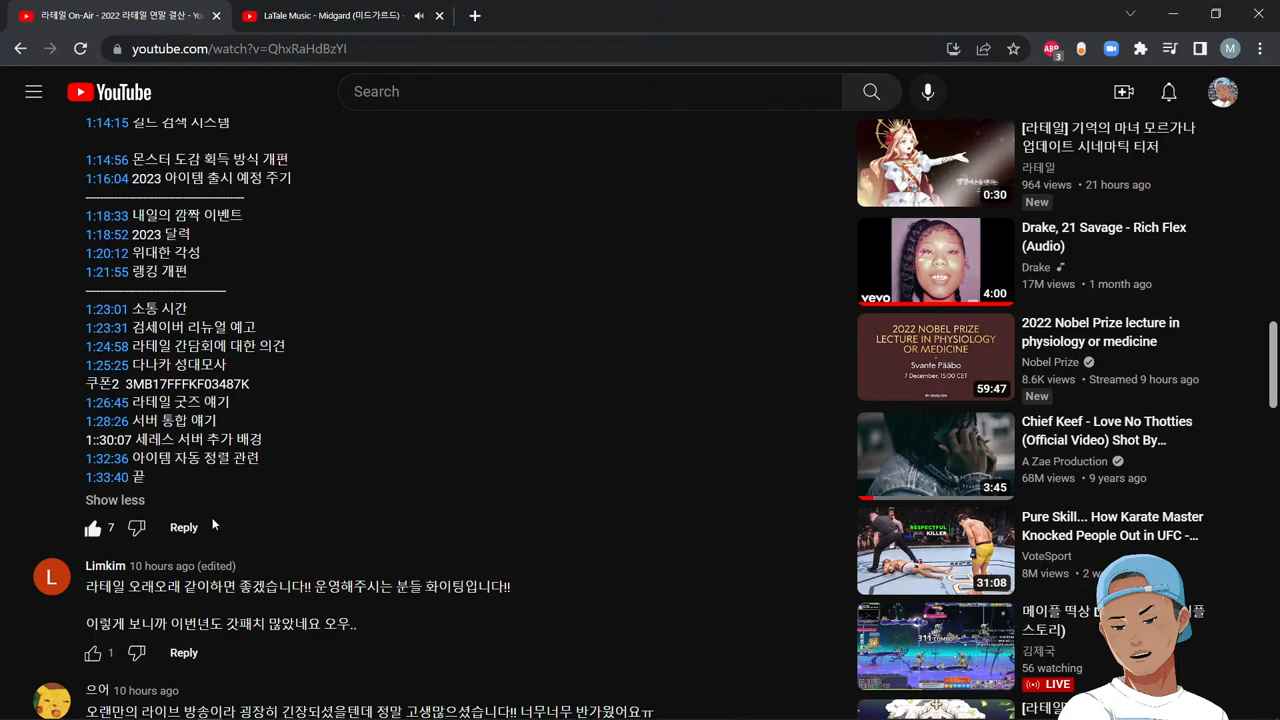 라테일 On-Air - 2022 라테일 연말 결산 - Yo
LaTale Music - Midgard (미드가르드) -
youtube.com/watch?v=QhxRaHdBzYI
ABP
3
M
YouTube
Search
1:14:15 길드 검색 시스템
1:14:56 몬스터 도감 획득 방식 개편
1:16:04 2023 아이템 출시 예정 주기
1:18:33 내일의 깜짝 이벤트
1:18:52 2023 달력
1:20:12 위대한 각성
1:21:55 랭킹 개편
1:23:01 소통 시간
1:23:31 검세이버 리뉴얼 예고
1:24:58 라테일 간담회에 대한 의견
1:25:25 다나카 성대모사
쿠폰2 3MB17FFFKF03487K
1:26:45 라테일 굿즈 얘기
1:28:26 서버 통합 얘기
1::30:07 세레스 서버 추가 배경
1:32:36 아이템 자동 정렬 관련
1:33:40 끝
Show less
7 Reply
L
Limkim 10 hours ago (edited)
라테일 오래오래 같이하면 좋겠습니다!! 운영해주시는 분들 화이팅입니다!!
이렇게 보니까 이번년도
않았네요 오우..
1 Reply
으어 10 hours ago
오랜만의 라이브 방송이라 굉장히 긴장되셨을텐데 정말 고생많으셨습니다!! 너무너무 반가웠어요ㅠ
0:30
[라테일] 기억의 마녀 모르가나
업데이트 시네마틱 티저
라테일
964 views • 21 hours ago
New
vevo
4:00
Drake, 21 Savage - Rich Flex
(Audio)
Drake
17M views • 1 month ago
2022 NOBEL PRIZE
LECTURE IN PHYSIOLOGY
OR MEDICINE
Svante Pääbo
7 December, 15:00 CET
59:47
2022 Nobel Prize lecture in
physiology or medicine
Nobel Prize
8.6K views • Streamed 9 hours ago
New
3:45
Chief Keef - Love No Thotties
(Official Video) Shot By…
A Zae Production
68M views • 9 years ago
RESPECTFUL
KILLER
31:08
Pure Skill... How Karate Master
Knocked People Out in UFC -…
VoteSport
8M views • 2 w
311 COMBO
메이플 떡상
스토리)
김제국
56 watching
LIVE
[라테일]